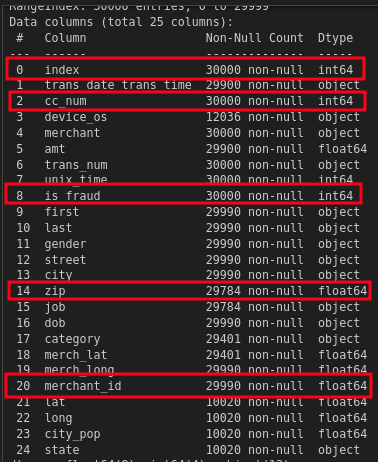 RangeIndex: 30000 entries, 0 to 29999
Data columns (total 25 columns):
#   Column                 Non-Null Count  Dtype
---  ------                 --------------  -----
0   index                  30000 non-null  int64
1   trans_date_trans_time  29900 non-null  object
2   cc_num                 30000 non-null  int64
3   device_os              12036 non-null  object
4   merchant               30000 non-null  object
5   amt                    29900 non-null  float64
6   trans_num              30000 non-null  object
7   unix_time              30000 non-null  int64
8   is_fraud               30000 non-null  int64
9   first                  29990 non-null  object
10  last                   29990 non-null  object
11  gender                 29990 non-null  object
12  street                 29990 non-null  object
13  city                   29990 non-null  object
14  zip                    29784 non-null  float64
15  job                    29784 non-null  object
16  dob                    29990 non-null  object
17  category               29401 non-null  object
18  merch_lat              29401 non-null  float64
19  merch_long             29990 non-null  float64
20  merchant_id            29990 non-null  float64
21  lat                    10020 non-null  float64
22  long                   10020 non-null  float64
23  city_pop               10020 non-null  float64
24  state                  10020 non-null  object